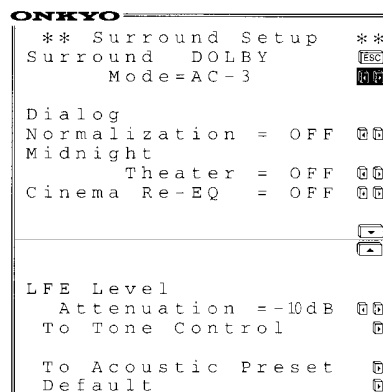 ONKYO
** Surround Setup **
Surround DOLBY ESC
Mode=AC-3
Dialog
Normalization = OFF
Midnight
Theater = OFF
Cinema Re-EQ = OFF
LFE Level
Attenuation =-10dB
To Tone Control
To Acoustic Preset
Default